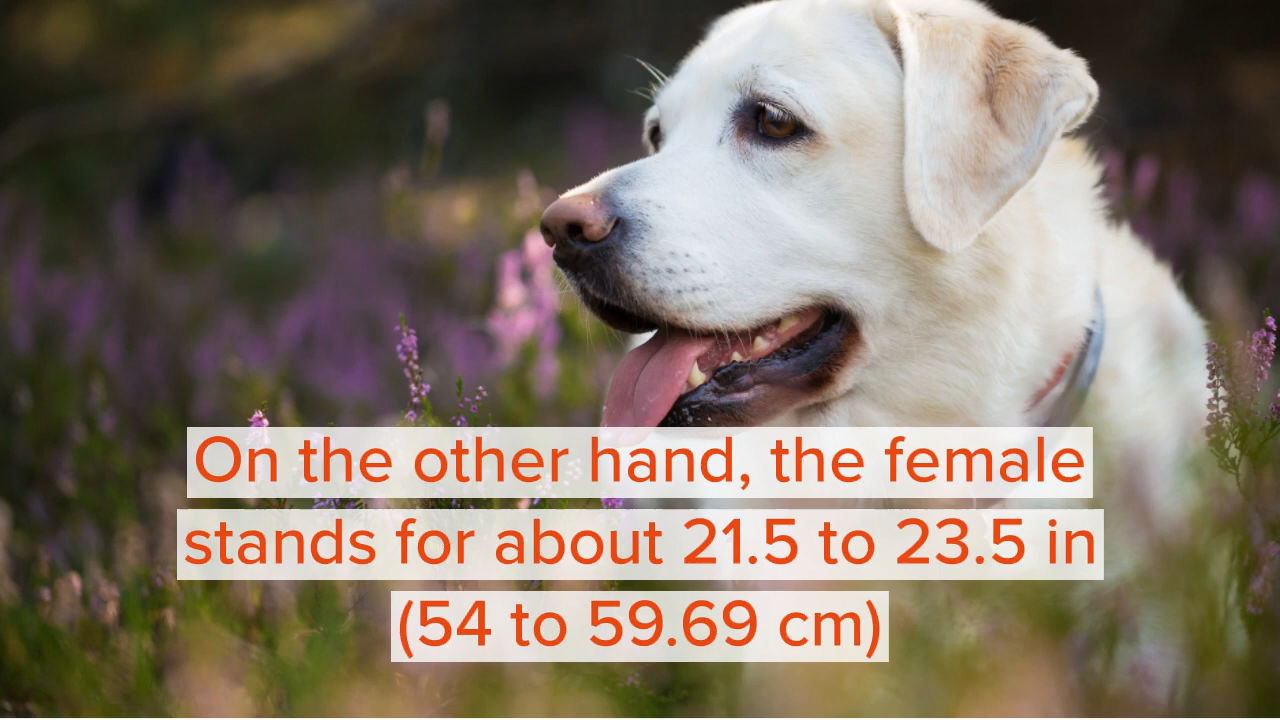 On the other hand, the female
stands for about 21.5 to 23.5 in
(54 to 59.69 cm)